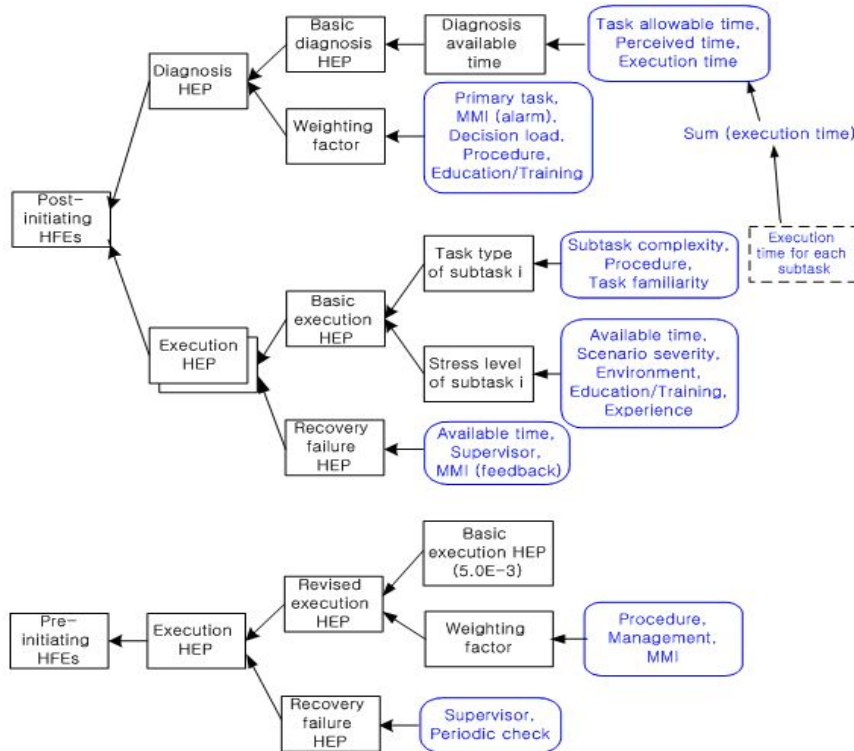 Basic
diagnosis
HEP
Diagnosis
available
time
Task allowable time,
Perceived time,
Execution time
Diagnosis
HEP
Weighting
factor
Primary task,
MMI (alarm),
Decision load,
Procedure,
Education/Training
Sum (execution time)
Post-
initiating
HFEs
Execution
time for each
subtask
Task type
of subtask i
Subtask complexity,
Procedure,
Task familiarity
Basic
execution
HEP
Execution
HEP
Stress level
of subtask i
Available time,
Scenario severity,
Environment,
Education/Training,
Experience
Recovery
failure
HEP
Available time,
Supervisor,
MMI (feedback)
Basic
execution HEP
(5.0E-3)
Revised
execution
HEP
Pre-
initiating
HFEs
Execution
HEP
Weighting
factor
Procedure,
Management,
MMI
Recovery
failure
HEP
Supervisor,
Periodic check